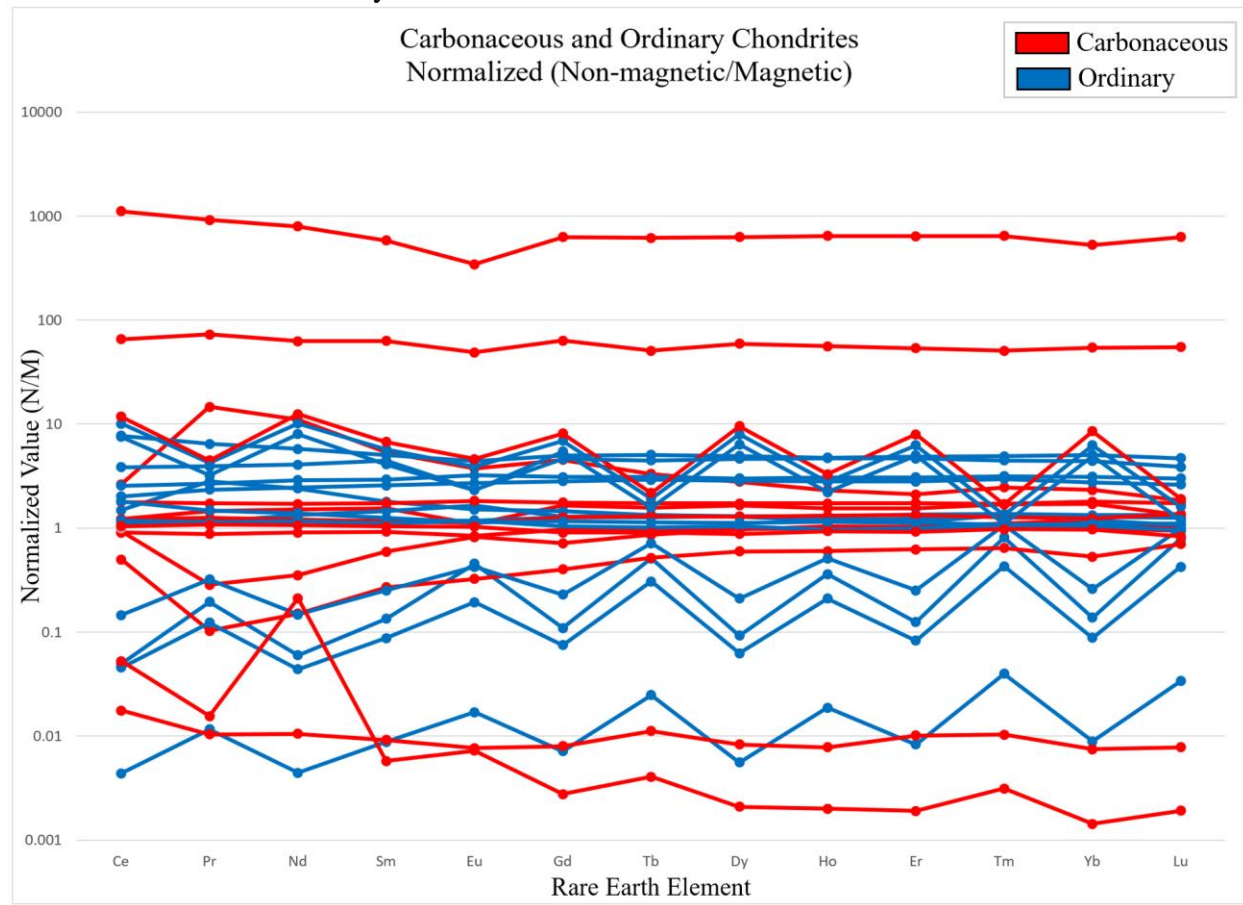 Carbonaceous and Ordinary Chondrites
Normalized (Non-magnetic/Magnetic)
Carbonaceous
Ordinary
Normalized Value (N/M)
10000
1000
100
10
1
0.1
0.01
0.001
Ce Pr Nd Sm Eu Gd Tb Dy Ho Er Tm Yb Lu
Rare Earth Element